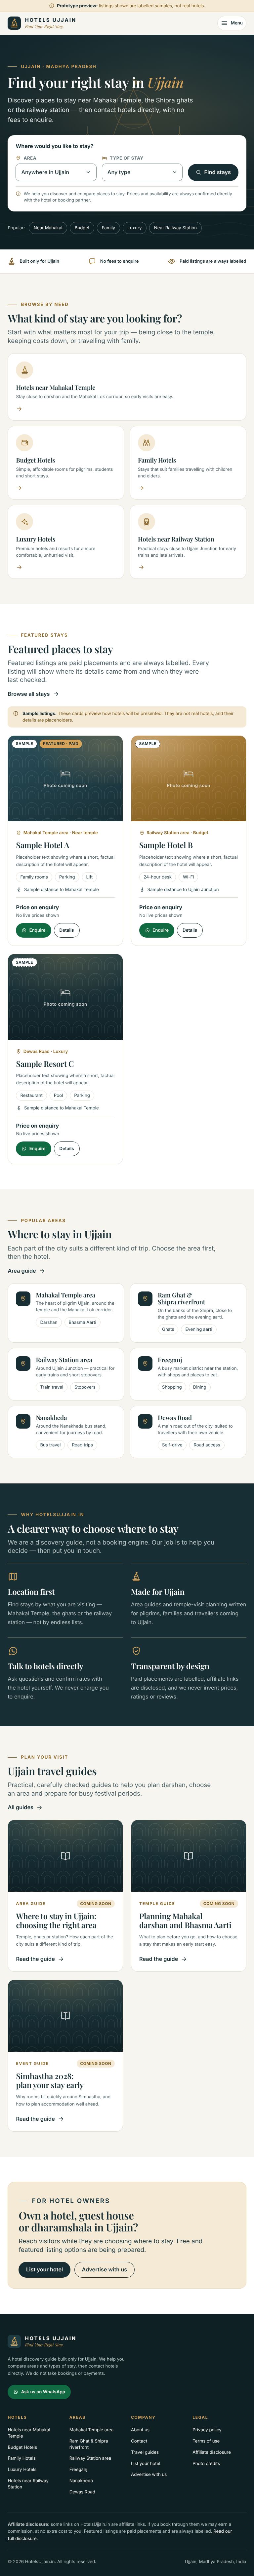 Prototype preview: listings shown are labelled samples, not real hotels.
HOTELS UJJAIN
Find Your Right Stay.
Menu
UJJAIN · MADHYA PRADESH
Find your right stay in Ujjain
Discover places to stay near Mahakal Temple, the Shipra ghats
or the railway station — then contact hotels directly, with no
fees to enquire.
Where would you like to stay?
AREA
TYPE OF STAY
Anywhere in Ujjain
Any type
Find stays
We help you discover and compare places to stay. Prices and availability are always confirmed directly
with the hotel or booking partner.
Popular:
Near Mahakal
Budget
Family
Luxury
Near Railway Station
Built only for Ujjain
No fees to enquire
Paid listings are always labelled
BROWSE BY NEED
What kind of stay are you looking for?
Start with what matters most for your trip — being close to the temple,
keeping costs down, or travelling with family.
Hotels near Mahakal Temple
Stay close to darshan and the Mahakal Lok corridor, so early visits are easy.
Budget Hotels
Simple, affordable rooms for pilgrims, students
and short stays.
Family Hotels
Stays that suit families travelling with children
and elders.
Luxury Hotels
Premium hotels and resorts for a more
comfortable, unhurried visit.
Hotels near Railway Station
Practical stays close to Ujjain Junction for early
trains and late arrivals.
FEATURED STAYS
Featured places to stay
Featured listings are paid placements and are always labelled. Every
listing will show where its details came from and when they were
last checked.
Browse all stays
Sample listings. These cards preview how hotels will be presented. They are not real hotels, and their
details are placeholders.
SAMPLE
FEATURED · PAID
Photo coming soon
Mahakal Temple area · Near temple
Sample Hotel A
Placeholder text showing where a short, factual
description of the hotel will appear.
Family rooms
Parking
Lift
Sample distance to Mahakal Temple
Price on enquiry
No live prices shown
Enquire
Details
SAMPLE
Photo coming soon
Railway Station area · Budget
Sample Hotel B
Placeholder text showing where a short, factual
description of the hotel will appear.
24-hour desk
Wi-Fi
Sample distance to Ujjain Junction
Price on enquiry
No live prices shown
Enquire
Details
SAMPLE
Photo coming soon
Dewas Road · Luxury
Sample Resort C
Placeholder text showing where a short, factual
description of the hotel will appear.
Restaurant
Pool
Parking
Sample distance to Mahakal Temple
Price on enquiry
No live prices shown
Enquire
Details
POPULAR AREAS
Where to stay in Ujjain
Each part of the city suits a different kind of trip. Choose the area first,
then the hotel.
Area guide
Mahakal Temple area
The heart of pilgrim Ujjain, around the
temple and the Mahakal Lok corridor.
Darshan
Bhasma Aarti
Ram Ghat &
Shipra riverfront
On the banks of the Shipra, close to
the ghats and the evening aarti.
Ghats
Evening aarti
Railway Station area
Around Ujjain Junction — practical for
early trains and short stopovers.
Train travel
Stopovers
Freeganj
A busy market district near the station,
with shops and places to eat.
Shopping
Dining
Nanakheda
Around the Nanakheda bus stand,
convenient for journeys by road.
Bus travel
Road trips
Dewas Road
A main road out of the city, suited to
travellers with their own vehicle.
Self-drive
Road access
WHY HOTELSUJJAIN.IN
A clearer way to choose where to stay
We are a discovery guide, not a booking engine. Our job is to help you
decide — then put you in touch.
Location first
Find stays by what you are visiting —
Mahakal Temple, the ghats or the railway
station — not by endless lists.
Made for Ujjain
Area guides and temple-visit planning written
for pilgrims, families and travellers coming
to Ujjain.
Talk to hotels directly
Ask questions and confirm rates with
the hotel yourself. We never charge you
to enquire.
Transparent by design
Paid placements are labelled, affiliate links
are disclosed, and we never invent prices,
ratings or reviews.
PLAN YOUR VISIT
Ujjain travel guides
Practical, carefully checked guides to help you plan darshan, choose
an area and prepare for busy festival periods.
All guides
AREA GUIDE
COMING SOON
Where to stay in Ujjain:
choosing the right area
Temple, ghats or station? How each part of the
city suits a different kind of trip.
Read the guide
TEMPLE GUIDE
COMING SOON
Planning Mahakal
darshan and Bhasma Aarti
What to plan before you go, and how to choose
a stay that makes an early start easy.
Read the guide
EVENT GUIDE
COMING SOON
Simhastha 2028:
plan your stay early
Why rooms fill quickly around Simhastha, and
how to plan accommodation well ahead.
Read the guide
FOR HOTEL OWNERS
Own a hotel, guest house
or dharamshala in Ujjain?
Reach visitors while they are choosing where to stay. Free and
featured listing options are being prepared.
List your hotel
Advertise with us
HOTELS UJJAIN
Find Your Right Stay.
A hotel discovery guide built only for Ujjain. We help you
compare areas and types of stay, then contact hotels
directly. We do not take bookings or payments.
Ask us on WhatsApp
HOTELS
Hotels near Mahakal
Temple
Budget Hotels
Family Hotels
Luxury Hotels
Hotels near Railway
Station
AREAS
Mahakal Temple area
Ram Ghat & Shipra
riverfront
Railway Station area
Freeganj
Nanakheda
Dewas Road
COMPANY
About us
Contact
Travel guides
List your hotel
Advertise with us
LEGAL
Privacy policy
Terms of use
Affiliate disclosure
Photo credits
Affiliate disclosure: some links on HotelsUjjain.in are affiliate links. If you book through them we may earn a
commission, at no extra cost to you. Featured listings are paid placements and are always labelled. Read our
full disclosure.
© 2026 HotelsUjjain.in. All rights reserved.
Ujjain, Madhya Pradesh, India